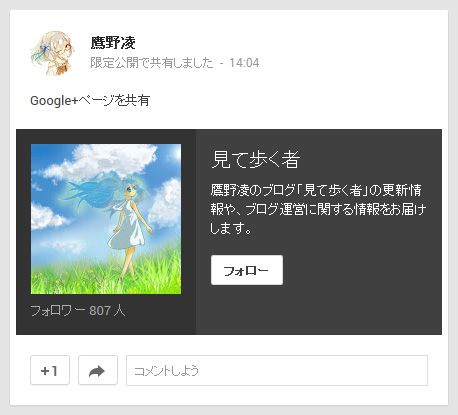 鷹野凌
限定公開で共有しました - 14:04
Google+ページを共有
見て歩く者
鷹野凌のブログ「見て歩く者」の更新情
報や、ブログ運営に関する情報をお届け
します。
フォロー
フォロワー 807 人
+1
コメントしよう